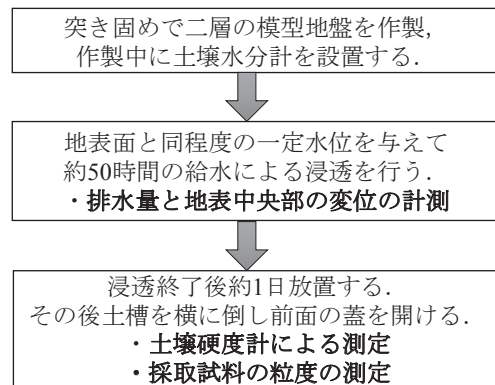 突き固めで二層の模型地盤を作製,
作製中に土壌水分計を設置する.
地表面と同程度の一定水位を与えて
約50時間の給水による浸透を行う.
・排水量と地表中央部の変位の計測
浸透終了後約1日放置する.
その後土槽を横に倒し前面の蓋を開ける.
・土壌硬度計による測定
・採取試料の粒度の測定